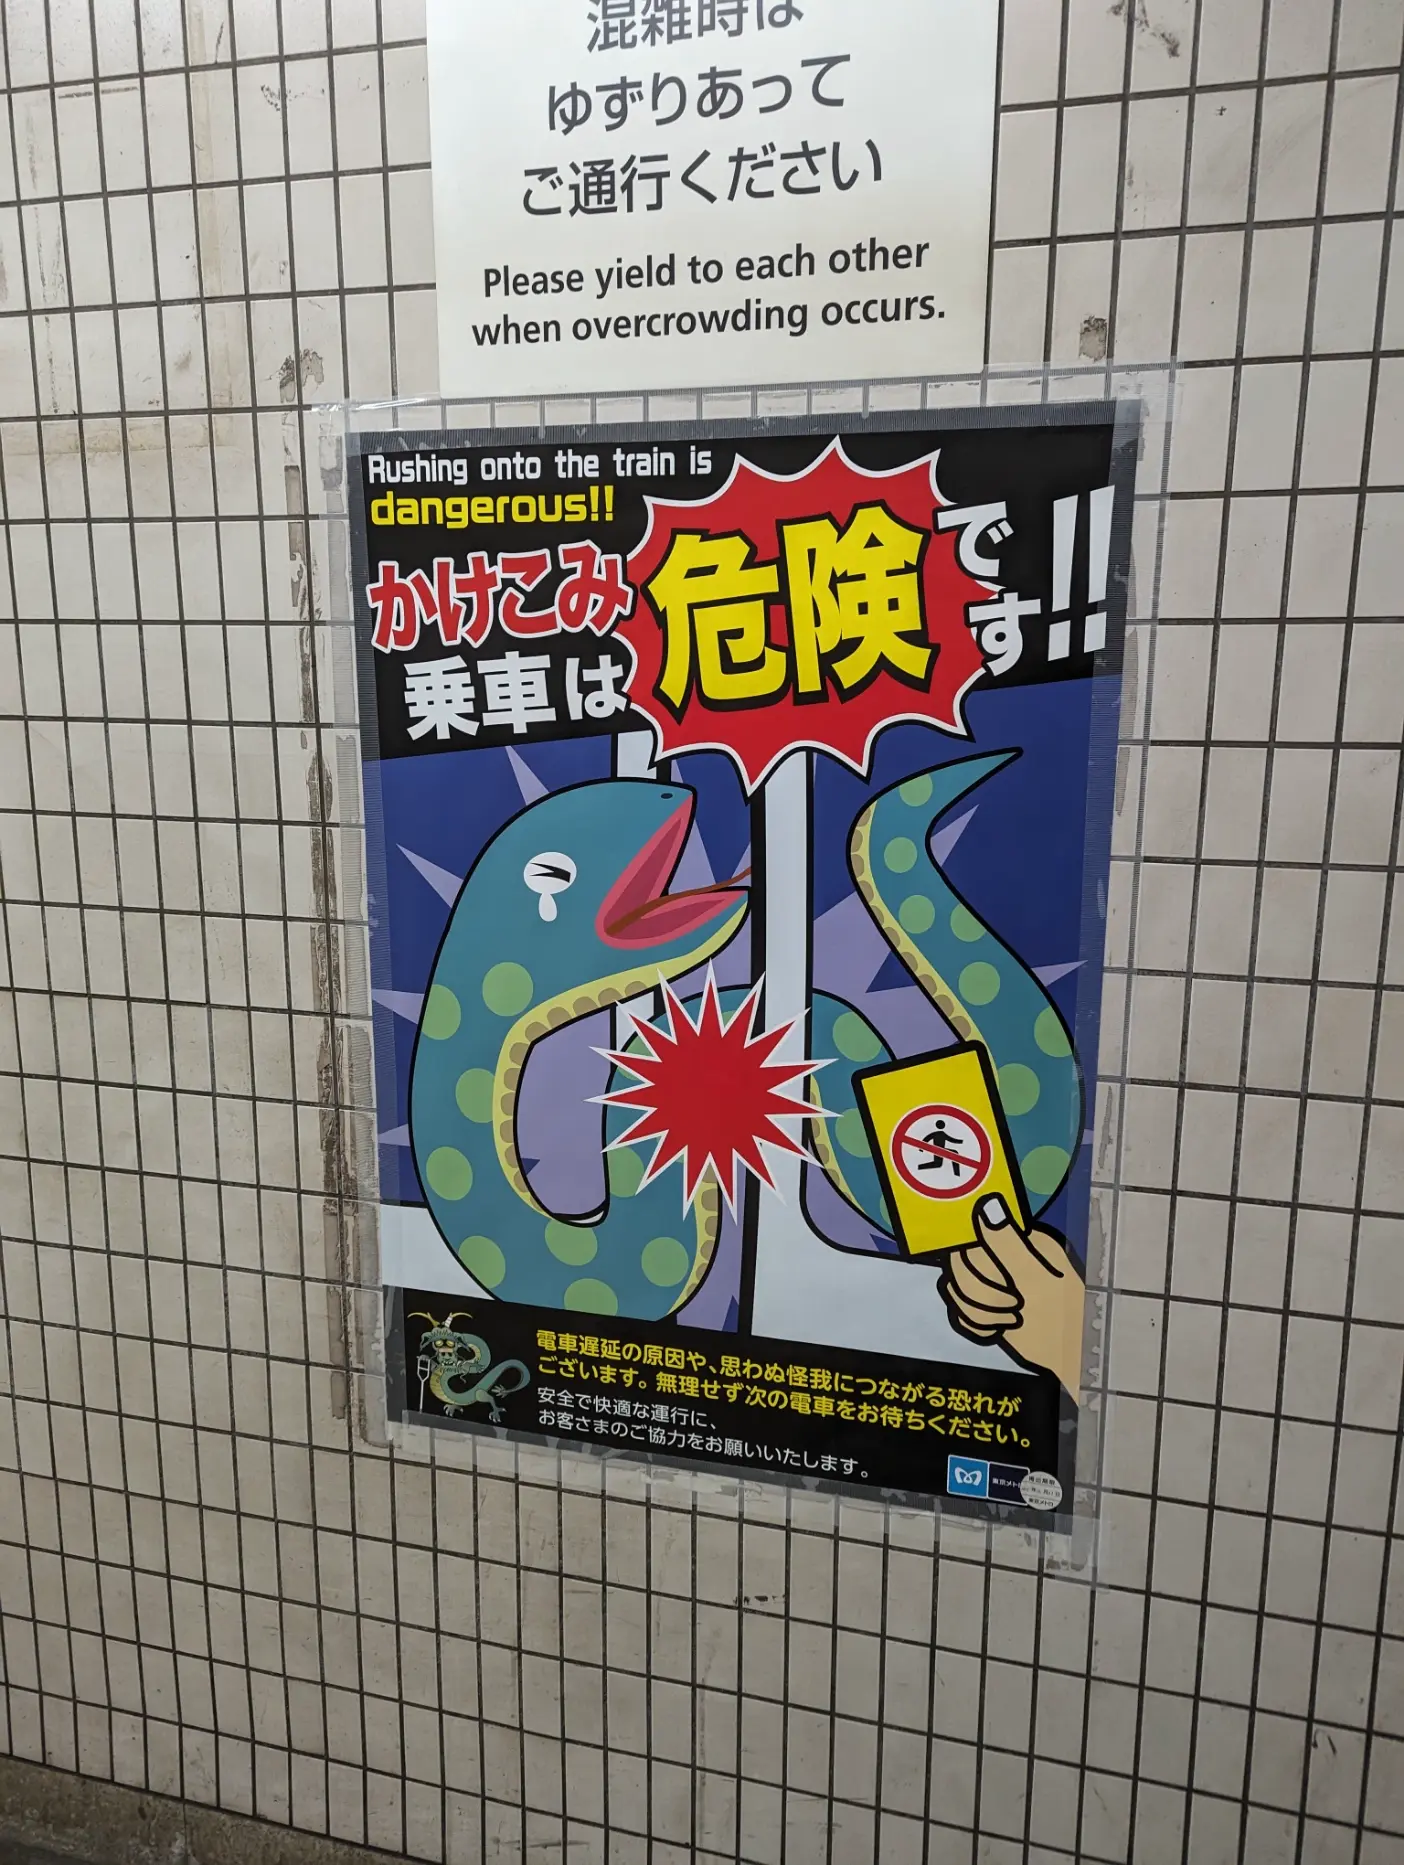 混雑時は
ゆずりあって
ご通行ください
Please yield to each other
when overcrowding occurs.
Rushing onto the train is
dangerous!!
かけこみ
乗車は
危険
です!!
電車遅延の原因や、思わぬ怪我につながる恐れが
ございます。無理せず次の電車をお待ちください。
安全で快適な運行に、
お客さまのご協力をお願いいたします。
東京メトロ